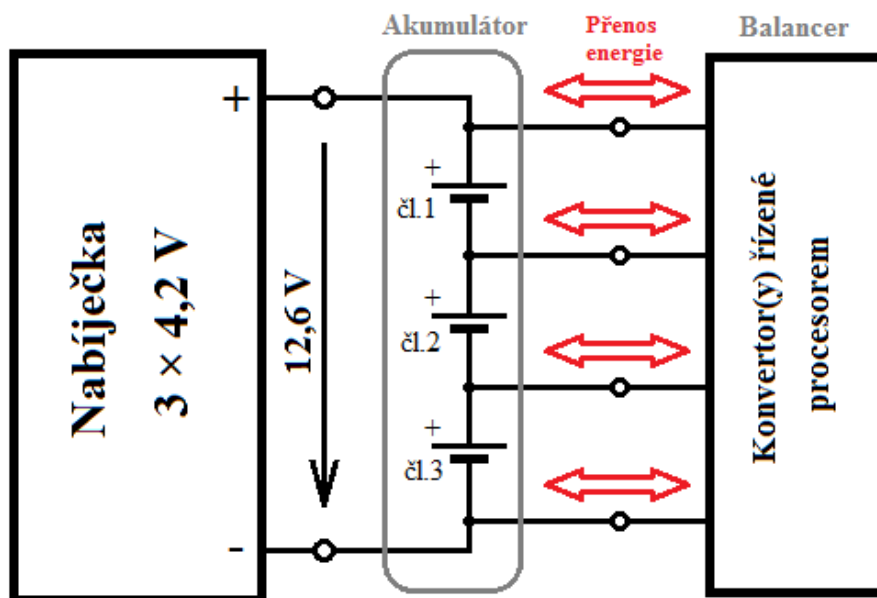 Akumulátor
Přenos
energie
Balancer
+
-
Nabíječka
3 × 4,2 V
12,6 V
+
čl.1
+
čl.2
+
čl.3
Konvertor(y) řízené
procesorem